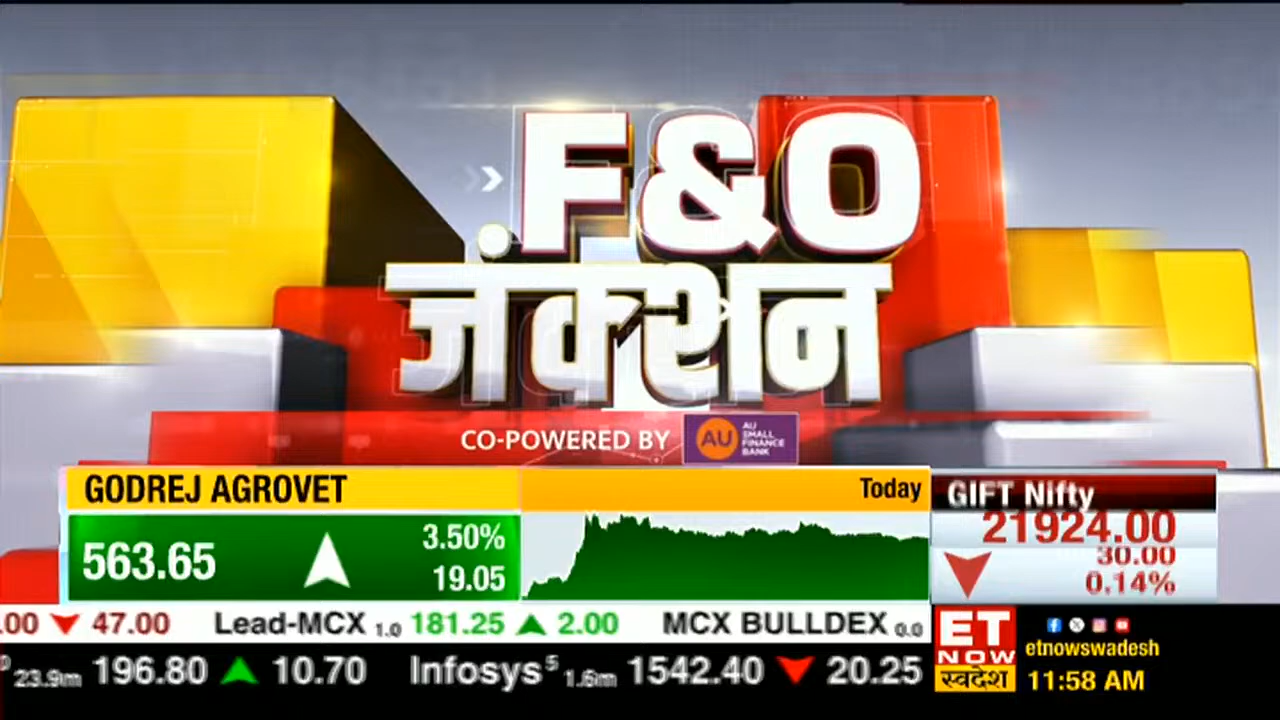 F&O
जंक्शन
CO-POWERED BY AU AU SMALL FINANCE BANK
GODREJ AGROVET Today
563.65 3.50% 19.05
GIFT Nifty
21924.00
30.00
0.14%
.00 47.00 Lead-MCX 1.0 181.25 2.00 MCX BULLDEX 0.0
23.9m 196.80 10.70 Infosys 5 1.6m 1542.40 20.25
ET NOW स्वदेश
etnowswadesh
11:58 AM